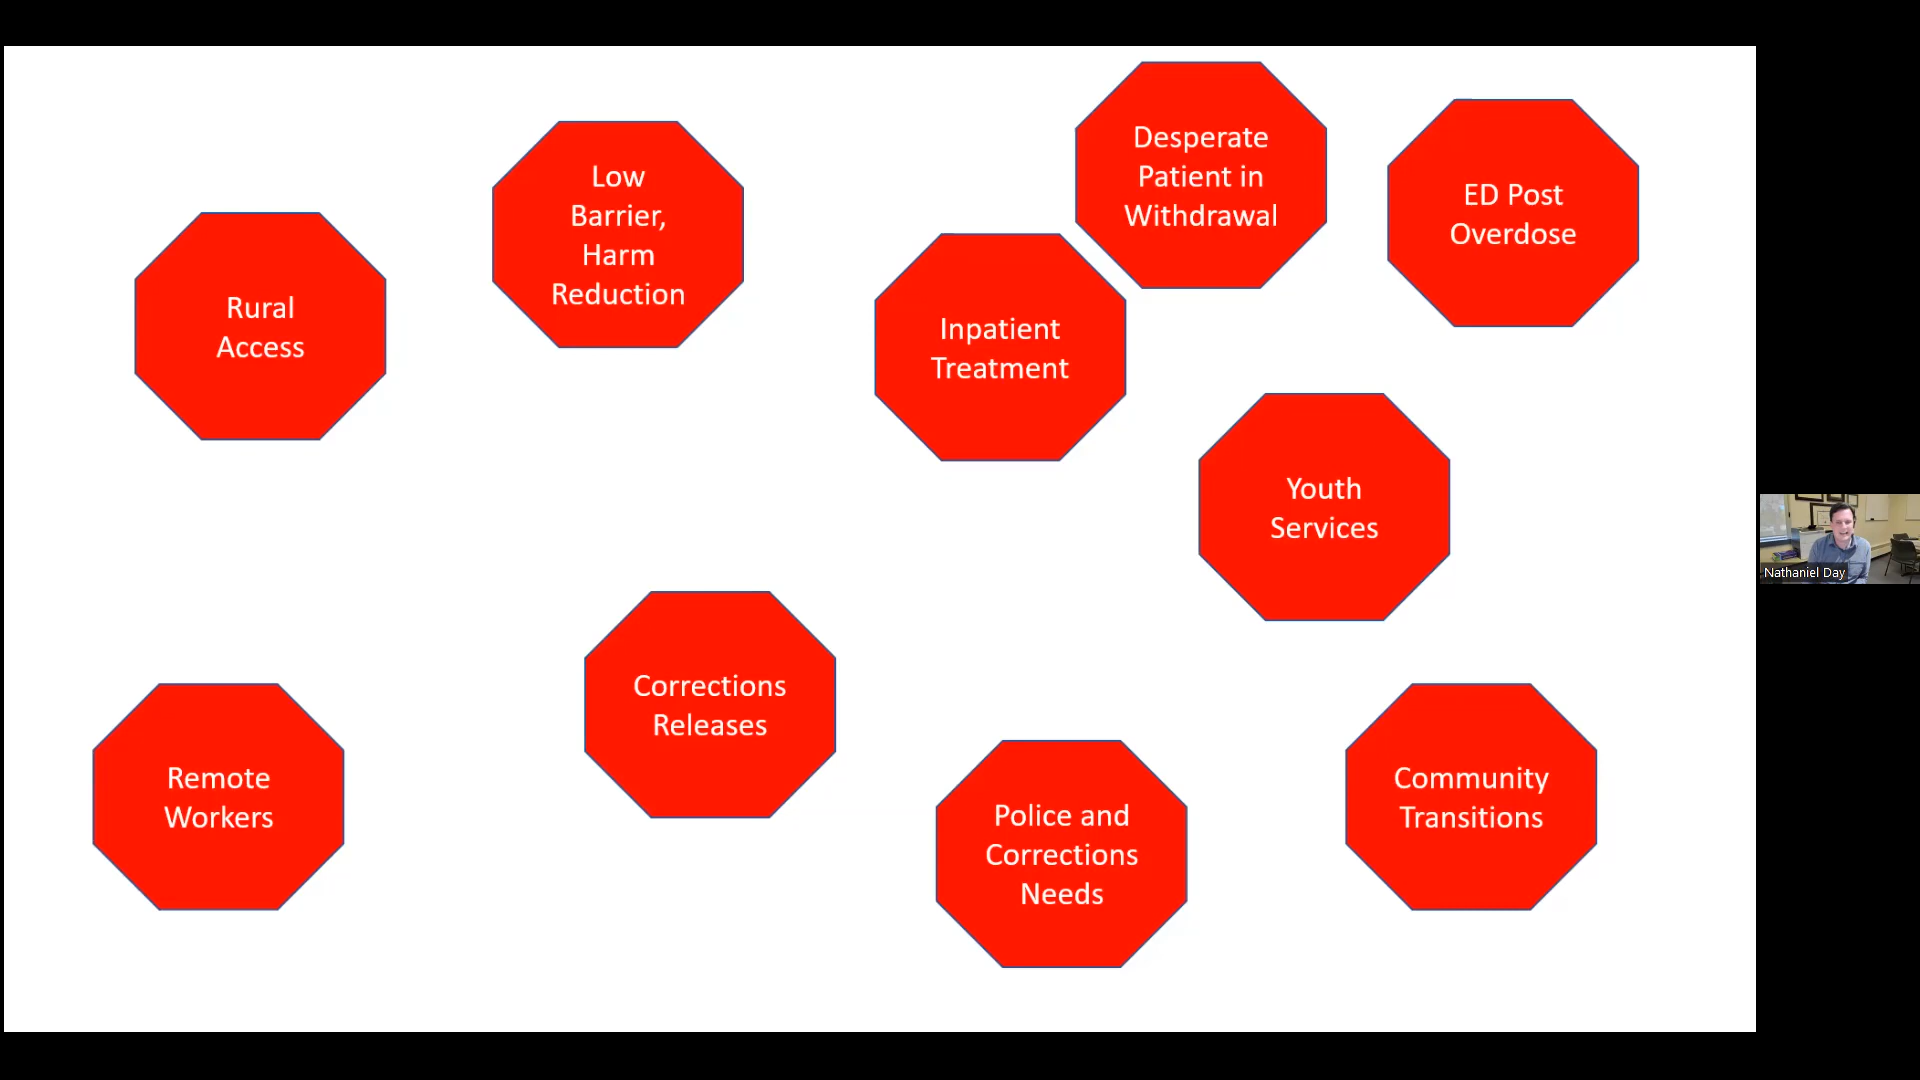 Rural
Access
Low
Barrier,
Harm
Reduction
Inpatient
Treatment
Desperate
Patient in
Withdrawal
ED Post
Overdose
Youth
Services
Remote
Workers
Corrections
Releases
Police and
Corrections
Needs
Community
Transitions
Nathaniel Day